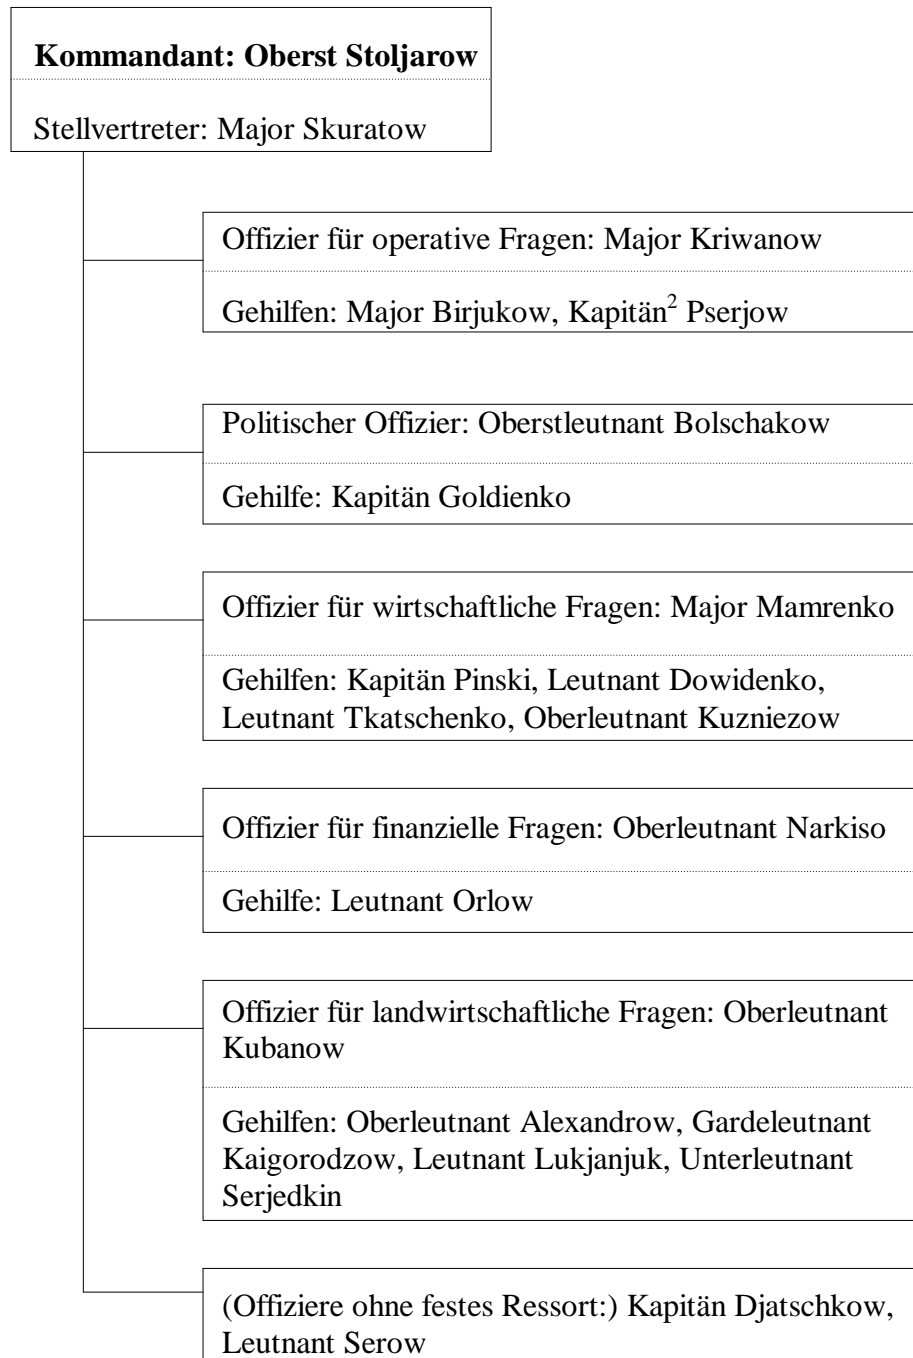 Kommandant: Oberst Stoljarow
Stellvertreter: Major Skuratow
Offizier für operative Fragen: Major Kriwanow
Gehilfen: Major Birjukow, Kapitän² Pserjow
Politischer Offizier: Oberstleutnant Bolschakow
Gehilfe: Kapitän Goldienko
Offizier für wirtschaftliche Fragen: Major Mamrenko
Gehilfen: Kapitän Pinski, Leutnant Dowidenko,
Leutnant Tkatschenko, Oberleutnant Kuzniezow
Offizier für finanzielle Fragen: Oberleutnant Narkiso
Gehilfe: Leutnant Orlow
Offizier für landwirtschaftliche Fragen: Oberleutnant
Kubanow
Gehilfen: Oberleutnant Alexandrow, Gardeleutnant
Kaigorodzow, Leutnant Lukjanjuk, Unterleutnant
Serjedkin
(Offiziere ohne festes Ressort:) Kapitän Djatschkow,
Leutnant Serow